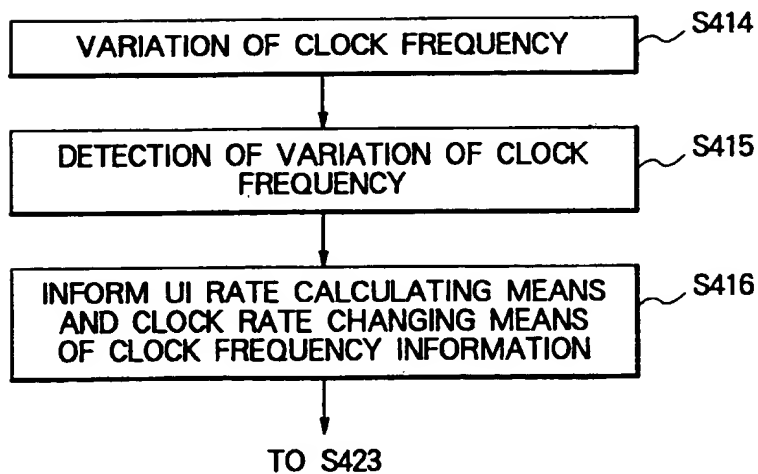 VARIATION OF CLOCK FREQUENCY
S414
DETECTION OF VARIATION OF CLOCK
FREQUENCY
S415
INFORM UI RATE CALCULATING MEANS
AND CLOCK RATE CHANGING MEANS
OF CLOCK FREQUENCY INFORMATION
S416
TO S423